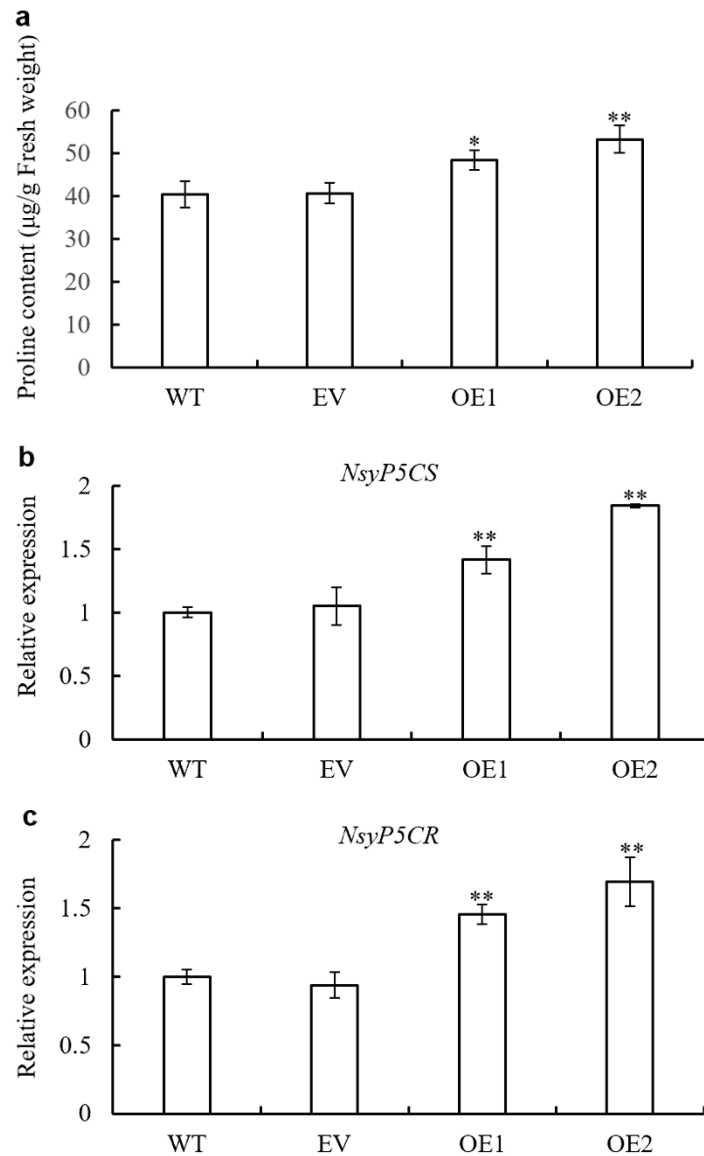 a
Proline content (µg/g Fresh weight)
60
50
40
30
20
10
0
*
**
WT EV OE1 OE2
b
NsyP5CS
Relative expression
2
1.5
1
0.5
0
**
**
WT EV OE1 OE2
c
NsyP5CR
Relative expression
2
1.5
1
0.5
0
**
**
WT EV OE1 OE2